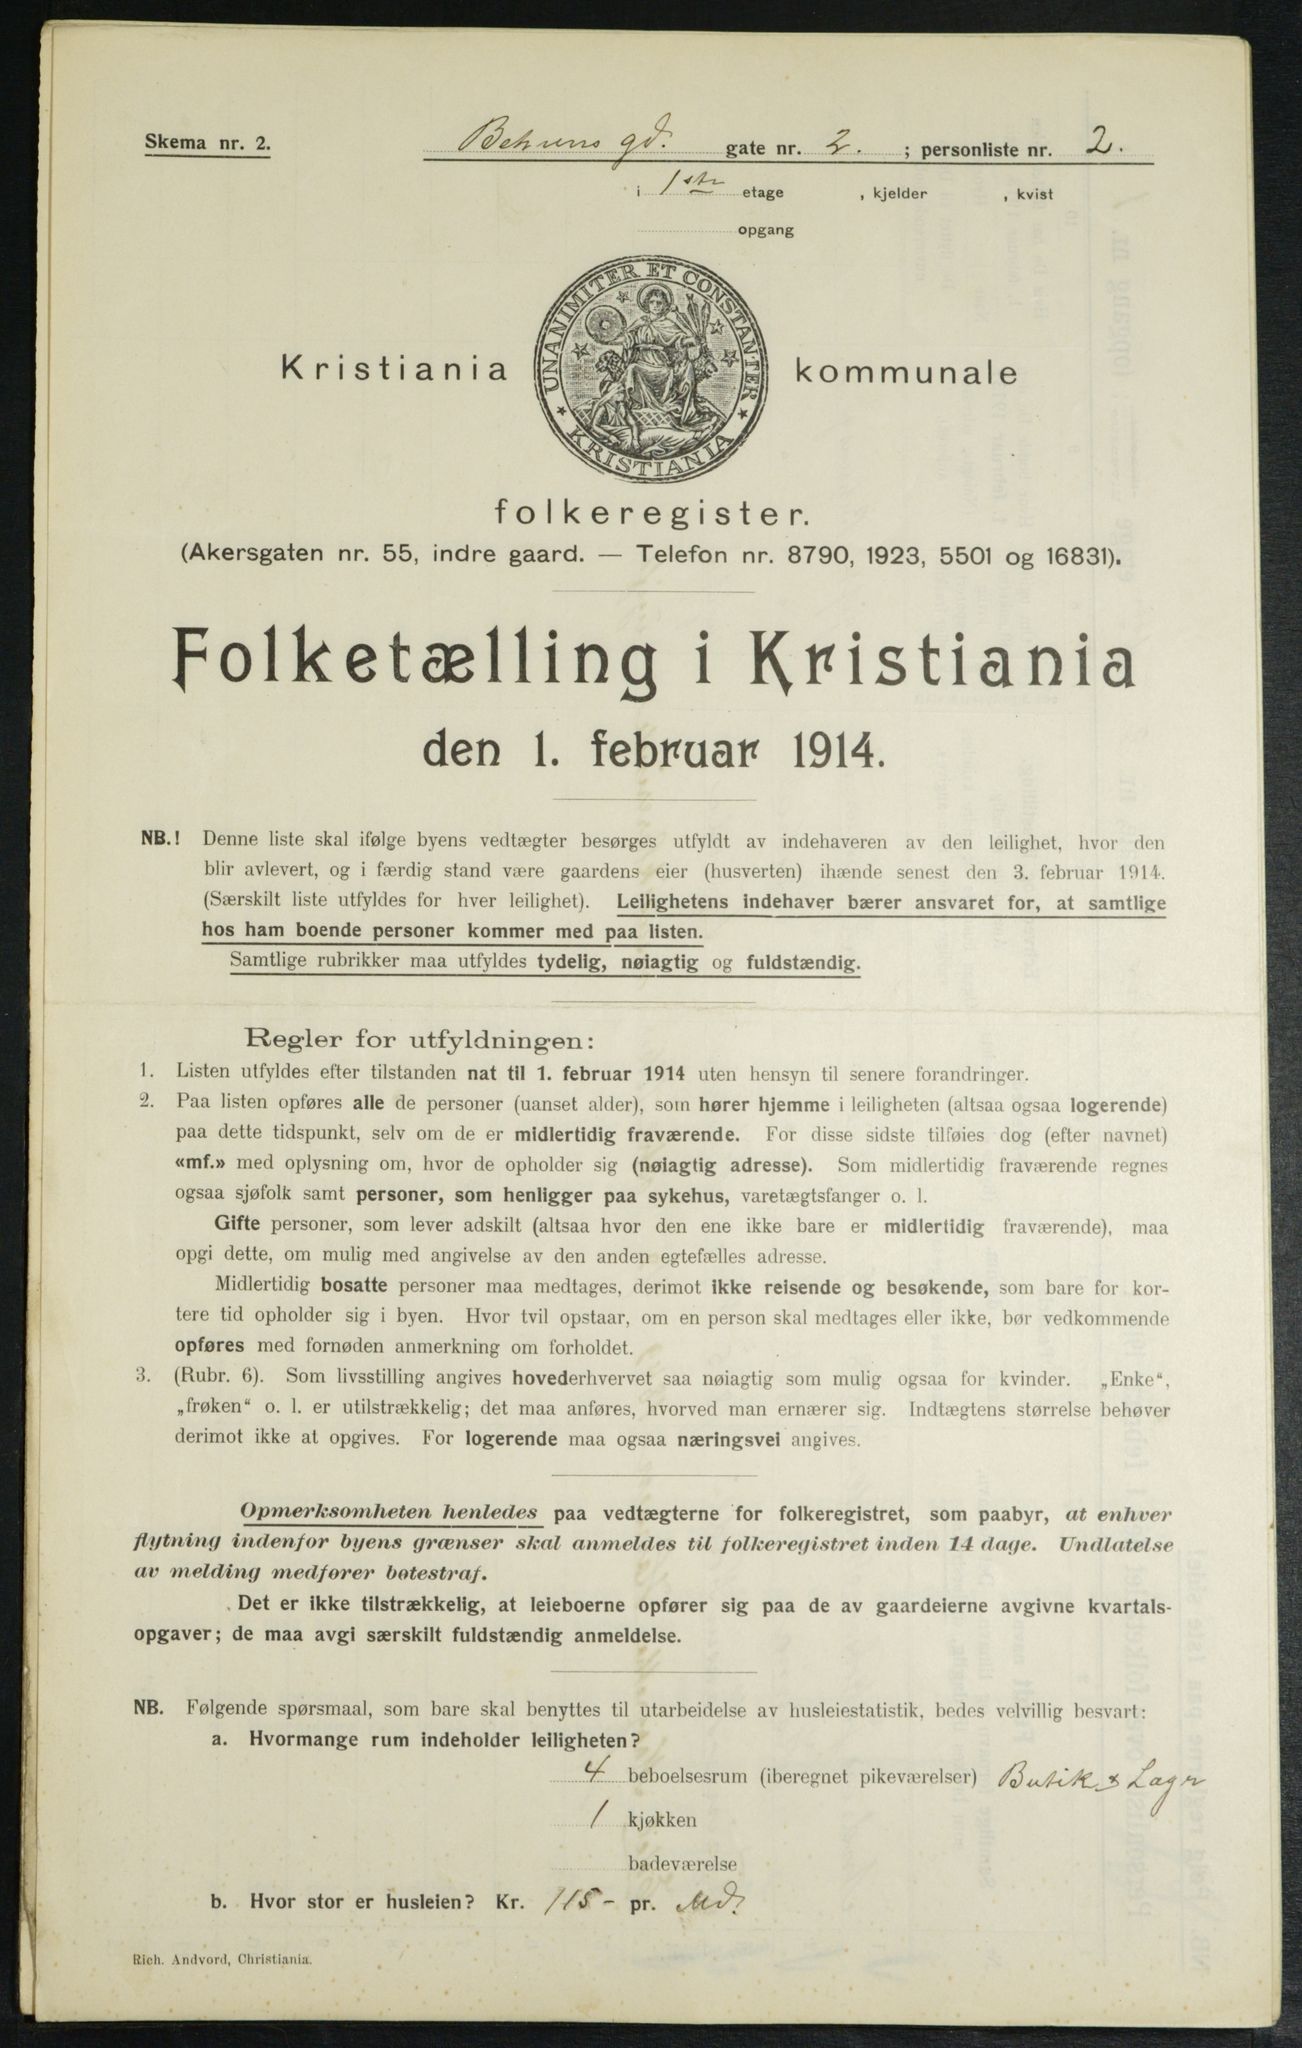 Skema nr. 2.
Behrens gd. gate nr. 2. ; personliste nr. 2.
i 1ste etage , kjelder , kvist
opgang
UNANIMITER ET CONSTANTER
KRISTIANIA
Kristiania kommunale
folkeregister.
(Akersgaten nr. 55, indre gaard. — Telefon nr. 8790, 1923, 5501 og 16831).
Folketælling i Kristiania
den 1. februar 1914.
NB.! Denne liste skal ifølge byens vedtægter besørges utfyldt av indehaveren av den leilighet, hvor den
blir avlevert, og i færdig stand være gaardens eier (husverten) ihænde senest den 3. februar 1914.
(Særskilt liste utfyldes for hver leilighet). Leilighetens indehaver bærer ansvaret for, at samtlige
hos ham boende personer kommer med paa listen.
Samtlige rubrikker maa utfyldes tydelig, nøiagtig og fuldstændig.
Regler for utfyldningen:
1. Listen utfyldes efter tilstanden nat til 1. februar 1914 uten hensyn til senere forandringer.
2. Paa listen opføres alle de personer (uanset alder), som hører hjemme i leiligheten (altsaa ogsaa logerende)
paa dette tidspunkt, selv om de er midlertidig fraværende. For disse sidste tilføies dog (efter navnet)
«mf.» med oplysning om, hvor de opholder sig (nøiagtig adresse). Som midlertidig fraværende regnes
ogsaa sjøfolk samt personer, som henligger paa sykehus, varetægtsfanger o. l.
Gifte personer, som lever adskilt (altsaa hvor den ene ikke bare er midlertidig fraværende), maa
opgi dette, om mulig med angivelse av den anden egtefælles adresse.
Midlertidig bosatte personer maa medtages, derimot ikke reisende og besøkende, som bare for kor-
tere tid opholder sig i byen. Hvor tvil opstaar, om en person skal medtages eller ikke, bør vedkommende
opføres med fornøden anmerkning om forholdet.
3. (Rubr. 6). Som livsstilling angives hovederhvervet saa nøiagtig som mulig ogsaa for kvinder. „Enke“,
„frøken“ o. l. er utilstrækkelig; det maa anføres, hvorved man ernærer sig. Indtægtens størrelse behøver
derimot ikke at opgives. For logerende maa ogsaa næringsvei angives.
Opmerksomheten henledes paa vedtægterne for folkeregistret, som paabyr, at enhver
flytning indenfor byens grænser skal anmeldes til folkeregistret inden 14 dage. Undlatelse
av melding medfører bøtestraf.
Det er ikke tilstrækkelig, at leieboerne opfører sig paa de av gaardeierne avgivne kvartals-
opgaver; de maa avgi særskilt fuldstændig anmeldelse.
NB. Følgende spørsmaal, som bare skal benyttes til utarbeidelse av husleiestatistik, bedes velvillig besvart:
a. Hvormange rum indeholder leiligheten?
4 beboelsesrum (iberegnet pikeværelser) Butik & Lager
1 kjøkken
badeværelse
b. Hvor stor er husleien? Kr. 115 - pr. Md.
Rich. Andvord, Christiania.